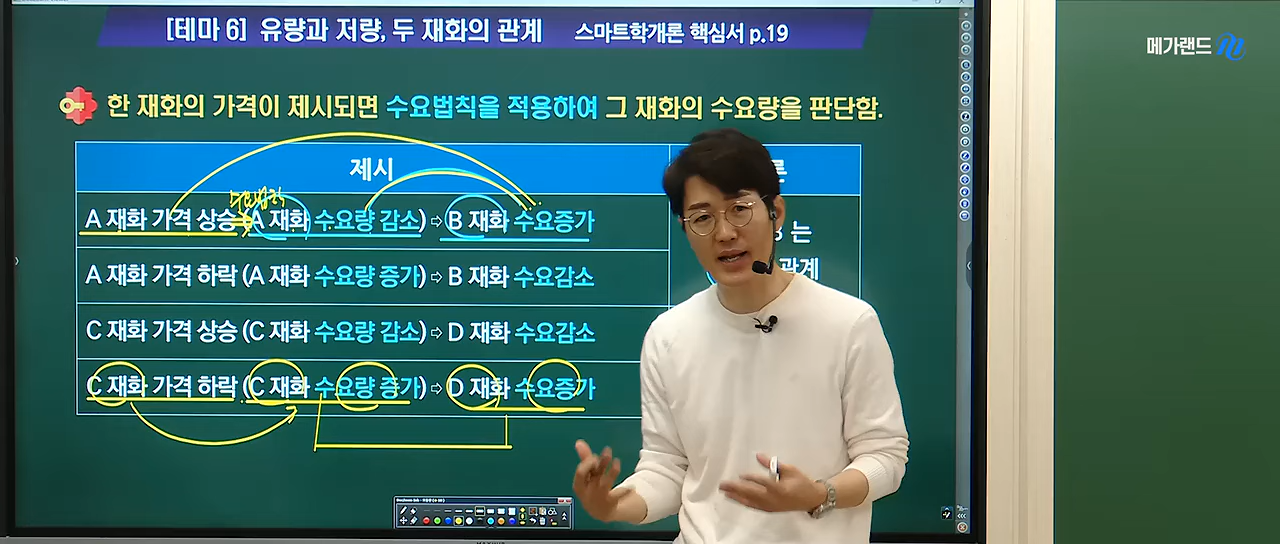 [테마 6] 유량과 저량, 두 재화의 관계 스마트학개론 핵심서 p.19
메가랜드
한 재화의 가격이 제시되면 수요법칙을 적용하여 그 재화의 수요량을 판단함.
제시
수요법칙
A 재화 가격 상승 (A 재화 수요량 감소) ⇨ B 재화 수요증가
는
A 재화 가격 하락 (A 재화 수요량 증가) ⇨ B 재화 수요감소
관계
C 재화 가격 상승 (C 재화 수요량 감소) ⇨ D 재화 수요감소
C 재화 가격 하락 (C 재화 수요량 증가) ⇨ D 재화 수요증가